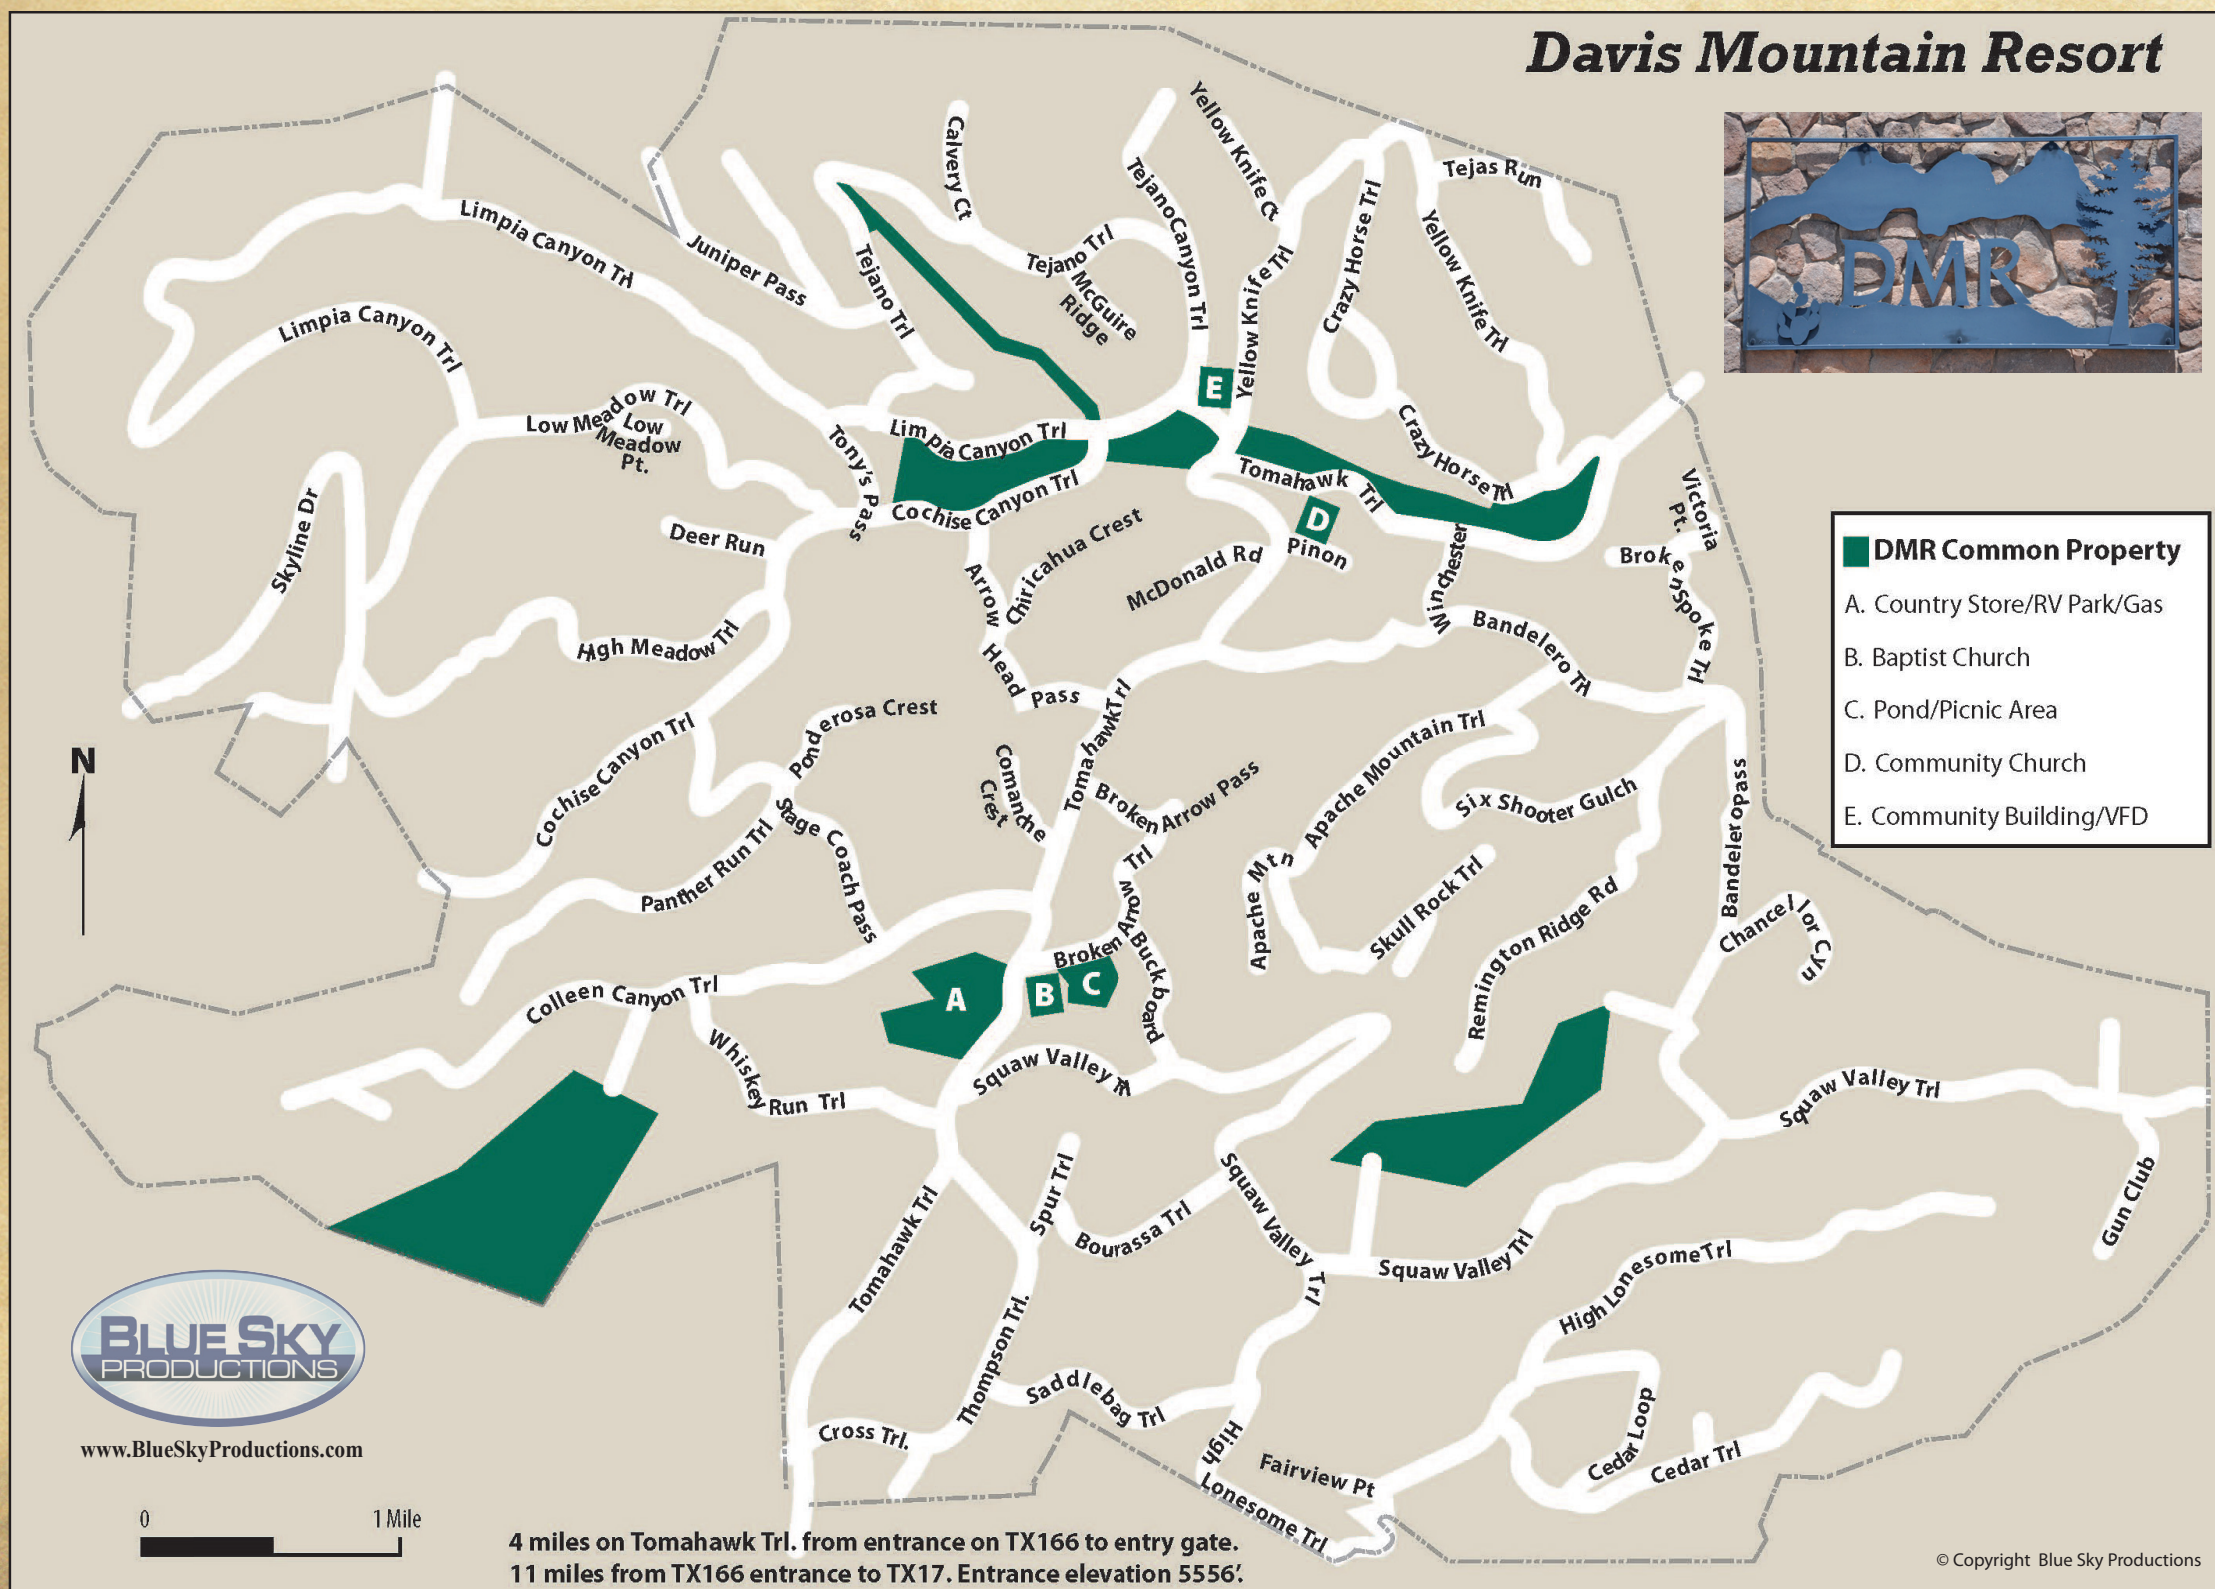 Davis Mountain Resort
DMR
Yellow Knife Ct
Calvery Ct
Tejano Canyon Trl
Tejas Run
Limpia Canyon Trl
Juniper Pass
Tejano Trl
Tejano Trl
McGuire
Ridge
Yellow Knife Trl
Crazy Horse Trl
Yellow Knife Trl
Limpia Canyon Trl
E
Low Meadow Trl
Low
Meadow
Pt.
Tony's Pass
Limpia Canyon Trl
Cochise Canyon Trl
Crazy Horse Trl
Tomahawk Trl
D
Pinon
Victoria
Pt.
Broken Spoke Trl
Skyline Dr
Deer Run
Arrow Head Pass
Chiricahua Crest
McDonald Rd
Winchester
Bandelero Trl
High Meadow Trl
DMR Common Property
A. Country Store/RV Park/Gas
B. Baptist Church
C. Pond/Picnic Area
D. Community Church
E. Community Building/VFD
N
Cochise Canyon Trl
Ponderosa Crest
Tomahawk Trl
Comanche
Crest
Broken Arrow Pass
Apache Mountain Trl
Six Shooter Gulch
Bandelero pass
Stage Coach Pass
Panther Run Trl
Broken Arrow Trl
Apache Mtn
Skull Rock Trl
Remington Ridge Rd
Chancellor Cyn
Buckboard
A
B
C
Colleen Canyon Trl
Whiskey Run Trl
Squaw Valley Trl
Squaw Valley Trl
Gun Club
Tomahawk Trl
Spur Trl
Bourassa Trl
Squaw Valley Trl
Squaw Valley Trl
High Lonesome Trl
Thompson Trl.
Saddlebag Trl
Cross Trl.
High Lonesome Trl
Fairview Pt
Cedar Loop
Cedar Trl
BLUE SKY
PRODUCTIONS
www.BlueSkyProductions.com
0 1 Mile
4 miles on Tomahawk Trl. from entrance on TX166 to entry gate.
11 miles from TX166 entrance to TX17. Entrance elevation 5556'.
© Copyright Blue Sky Productions